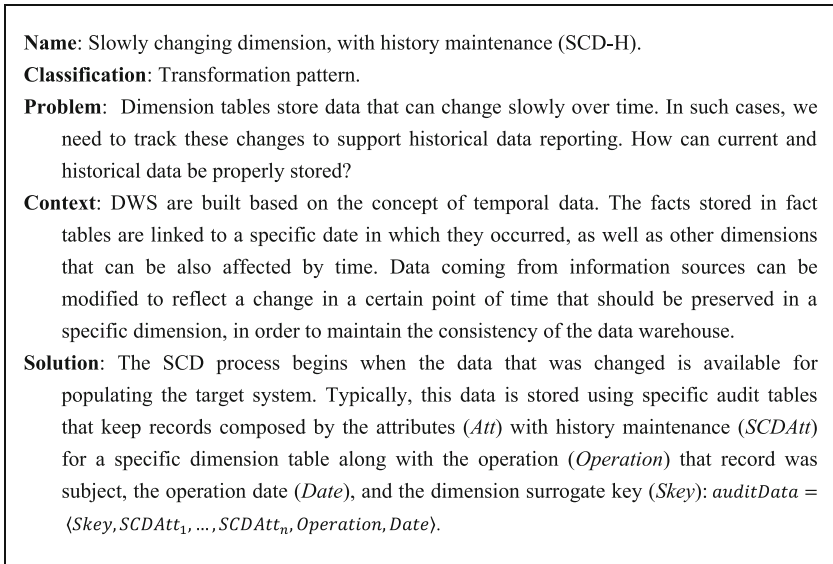 Name: Slowly changing dimension, with history maintenance (SCD-H).
Classification: Transformation pattern.
Problem: Dimension tables store data that can change slowly over time. In such cases, we
need to track these changes to support historical data reporting. How can current and
historical data be properly stored?
Context: DWS are built based on the concept of temporal data. The facts stored in fact
tables are linked to a specific date in which they occurred, as well as other dimensions
that can be also affected by time. Data coming from information sources can be
modified to reflect a change in a certain point of time that should be preserved in a
specific dimension, in order to maintain the consistency of the data warehouse.
Solution: The SCD process begins when the data that was changed is available for
populating the target system. Typically, this data is stored using specific audit tables
that keep records composed by the attributes (Att) with history maintenance (SCDAtt)
for a specific dimension table along with the operation (Operation) that record was
subject, the operation date (Date), and the dimension surrogate key (Skey): auditData =
⟨Skey, SCDAtt₁, … , SCDAttₙ, Operation, Date⟩.